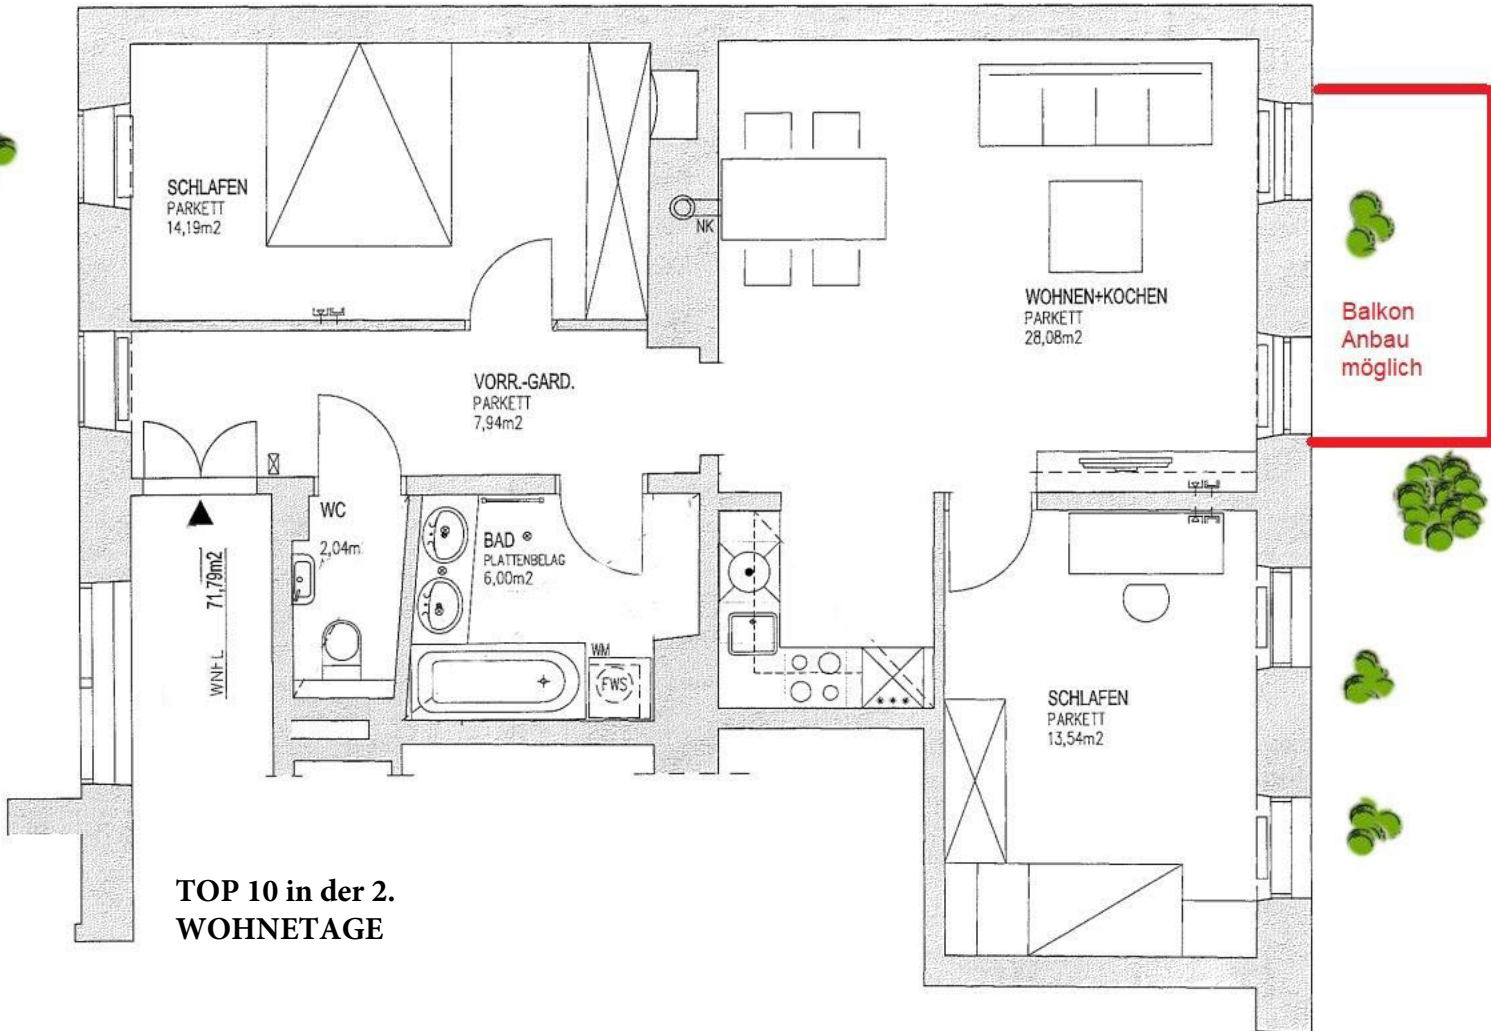 SCHLAFEN
PARKETT
14,19m2
NK
WOHNEN+KOCHEN
PARKETT
28,08m2
Balkon
Anbau
möglich
VORR.-GARD.
PARKETT
7,94m2
WC
2,04m
BAD
PLATTENBELAG
6,00m2
71,79m2
WM
FWS
SCHLAFEN
PARKETT
13,54m2
TOP 10 in der 2.
WOHNETAGE